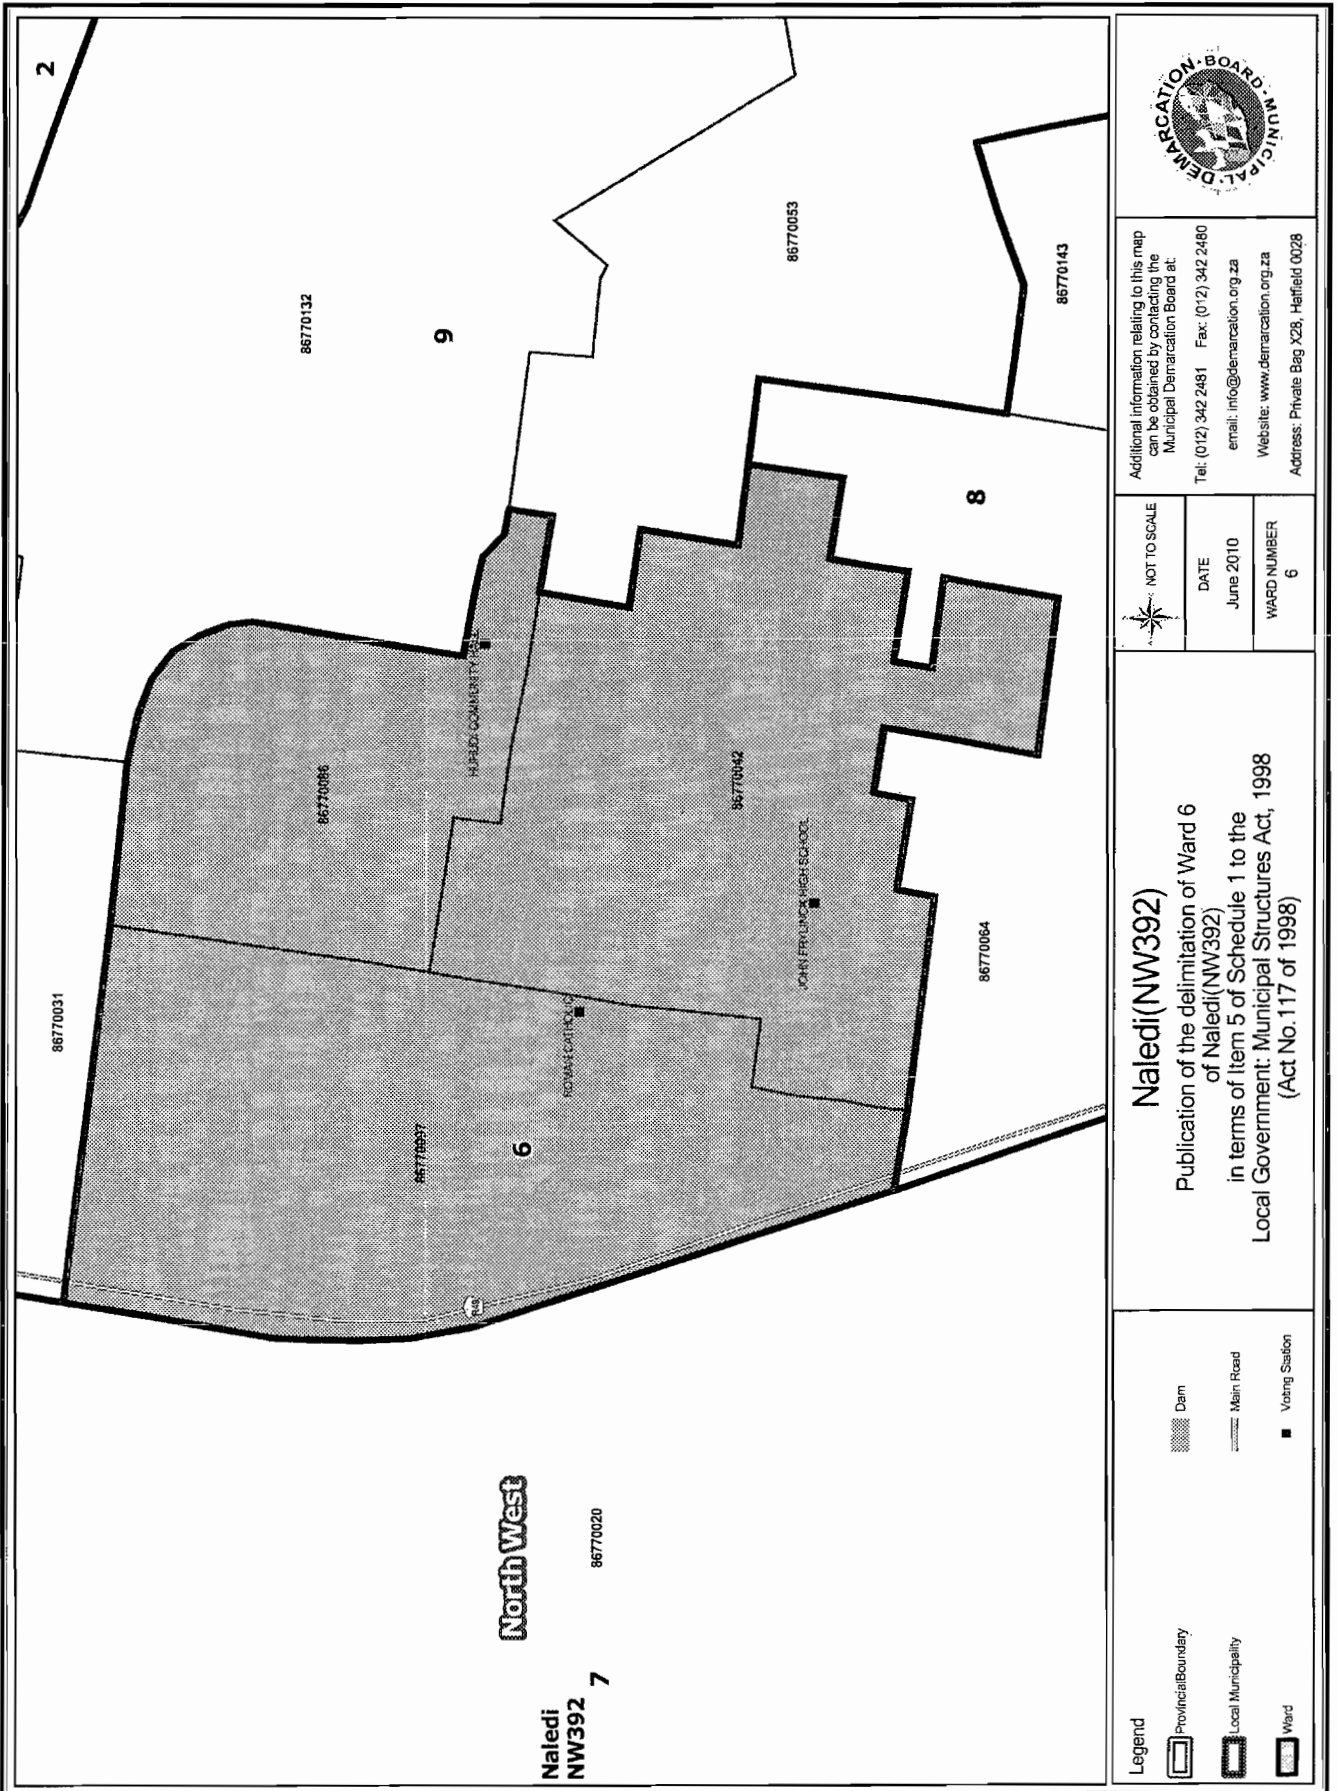 2
86770132
9
86770053
86770143
86770031
86770086
86770042
JOHN FRYLINCK HIGH SCHOOL
8
86770064
ROMAN CATHOLIC
86770097
6
R49
North West
86770020
Naledi
NW392
7
Legend
ProvincialBoundary
Local Municipality
Ward
Dam
Main Road
Voting Station
Naledi(NW392)
Publication of the delimitation of Ward 6
of Naledi(NW392)
in terms of Item 5 of Schedule 1 to the
Local Government: Municipal Structures Act, 1998
(Act No.117 of 1998)
NOT TO SCALE
DATE
June 2010
WARD NUMBER
6
Additional information relating to this map
can be obtained by contacting the
Municipal Demarcation Board at:
Tel: (012) 342 2481 Fax: (012) 342 2480
email: info@demarcation.org.za
Website: www.demarcation.org.za
Address: Private Bag X28, Hatfield 0028
MUNICIPAL DEMARCATION BOARD
COMMUNITY